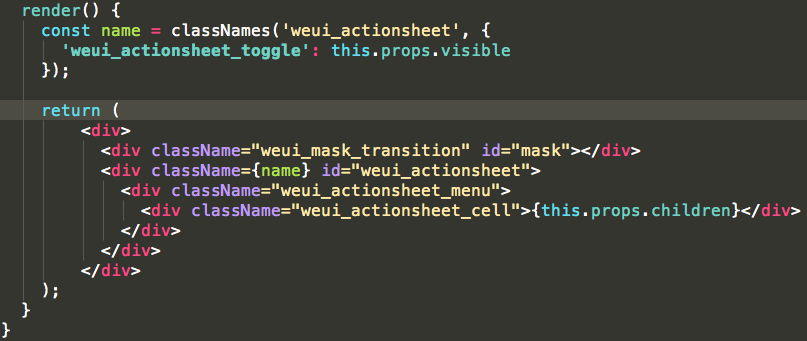 render() {
const name = classNames('weui_actionsheet', {
'weui_actionsheet_toggle': this.props.visible
});
return (
<div>
<div className="weui_mask_transition" id="mask"></div>
<div className={name} id="weui_actionsheet">
<div className="weui_actionsheet_menu">
<div className="weui_actionsheet_cell">{this.props.children}</div>
</div>
</div>
</div>
);
}
}